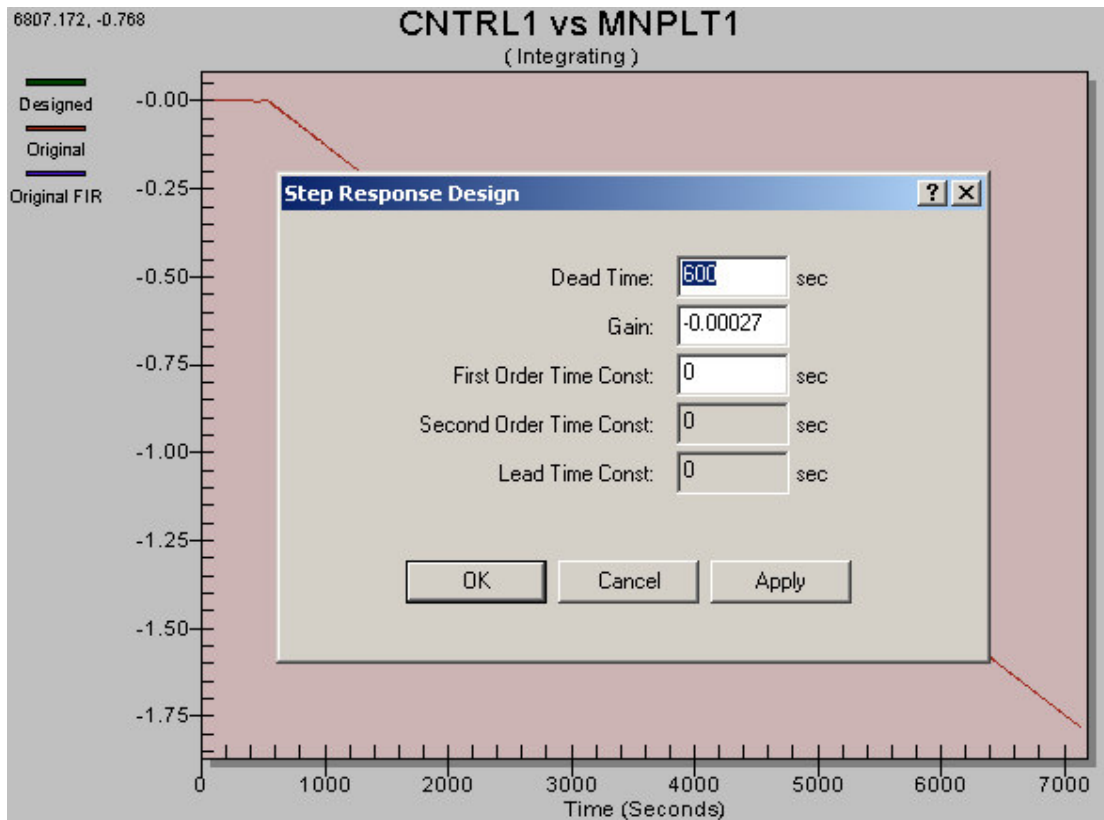 6807.172, -0.768
CNTRL1 vs MNPLT1
( Integrating )
Designed
Original
Original FIR
-0.00
-0.25
-0.50
-0.75
-1.00
-1.25
-1.50
-1.75
Step Response Design
Dead Time: 600 sec
Gain: -0.00027
First Order Time Const: 0 sec
Second Order Time Const: 0 sec
Lead Time Const: 0 sec
OK Cancel Apply
0 1000 2000 3000 4000 5000 6000 7000
Time (Seconds)